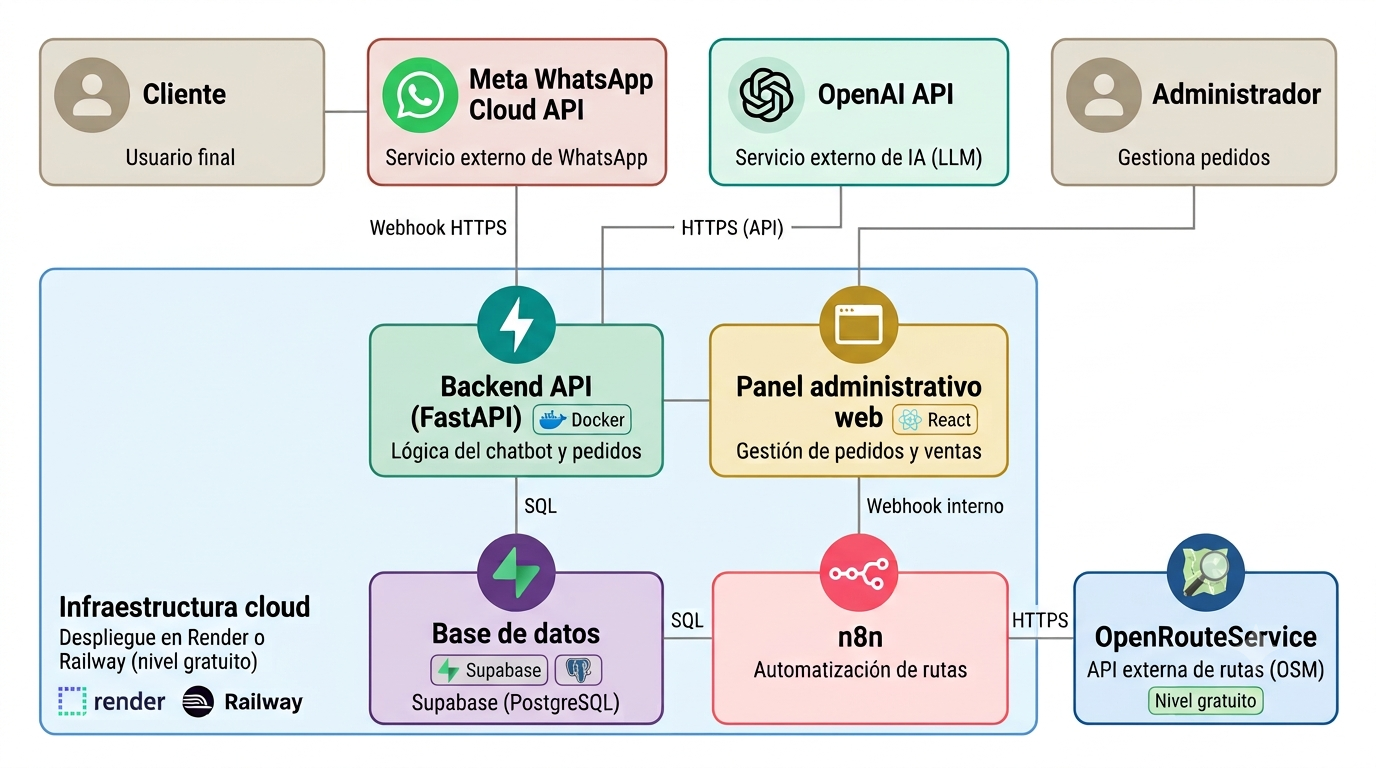 Cliente
Usuario final
Meta WhatsApp
Cloud API
Servicio externo de WhatsApp
OpenAI API
Servicio externo de IA (LLM)
Administrador
Gestiona pedidos
Webhook HTTPS
HTTPS (API)
Backend API
(FastAPI) Docker
Lógica del chatbot y pedidos
Panel administrativo
web React
Gestión de pedidos y ventas
SQL
Webhook interno
Infraestructura cloud
Despliegue en Render o
Railway (nivel gratuito)
render Railway
Base de datos
Supabase
Supabase (PostgreSQL)
SQL
n8n
Automatización de rutas
HTTPS
OpenRouteService
API externa de rutas (OSM)
Nivel gratuito